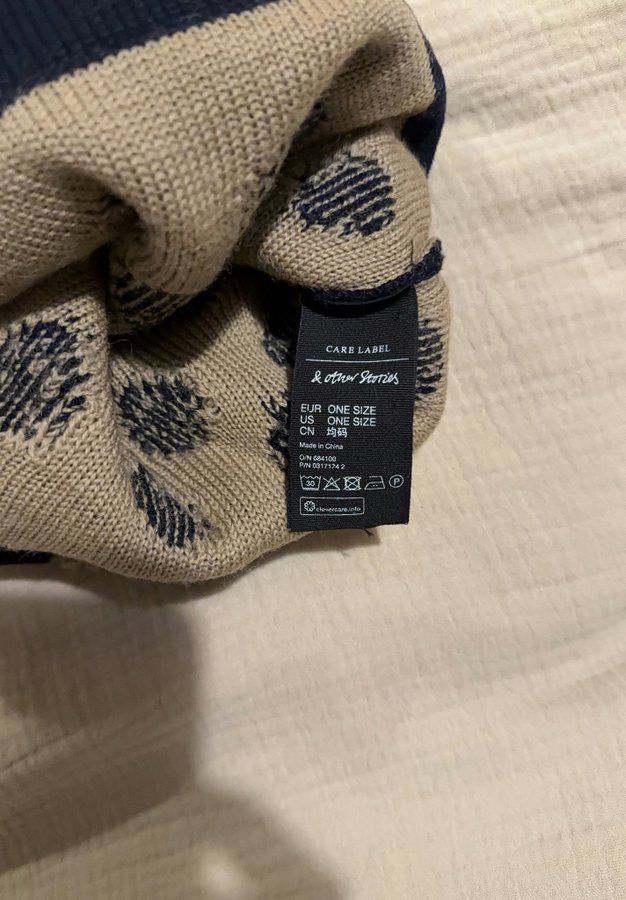 CARE LABEL
& other Stories
EUR ONE SIZE
US ONE SIZE
CN 均码
Made in China
O/N 684100
P/N 0317174 2
30 P
clevercare.info